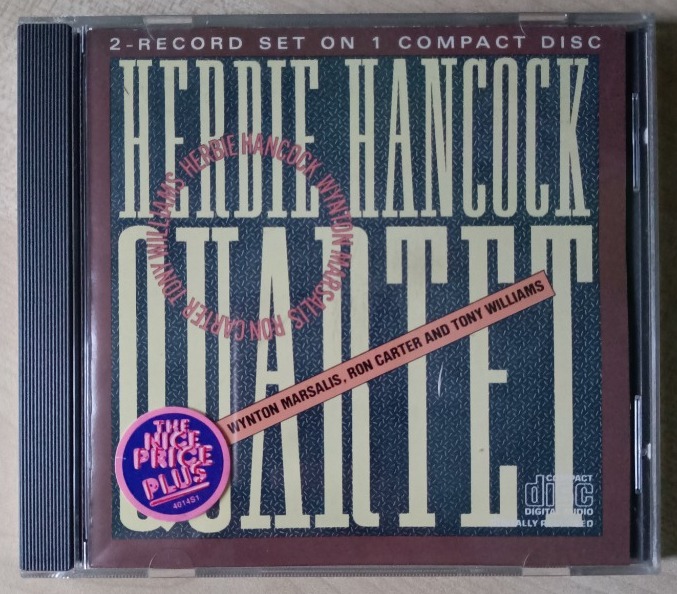 2-RECORD SET ON 1 COMPACT DISC
HERBIE HANCOCK
QUARTET
HERBIE HANCOCK WYNTON MARSALIS RON CARTER TONY WILLIAMS
WYNTON MARSALIS, RON CARTER AND TONY WILLIAMS
THE
NICE
PRICE
PLUS
401451
COMPACT
disc
DIGITAL AUDIO